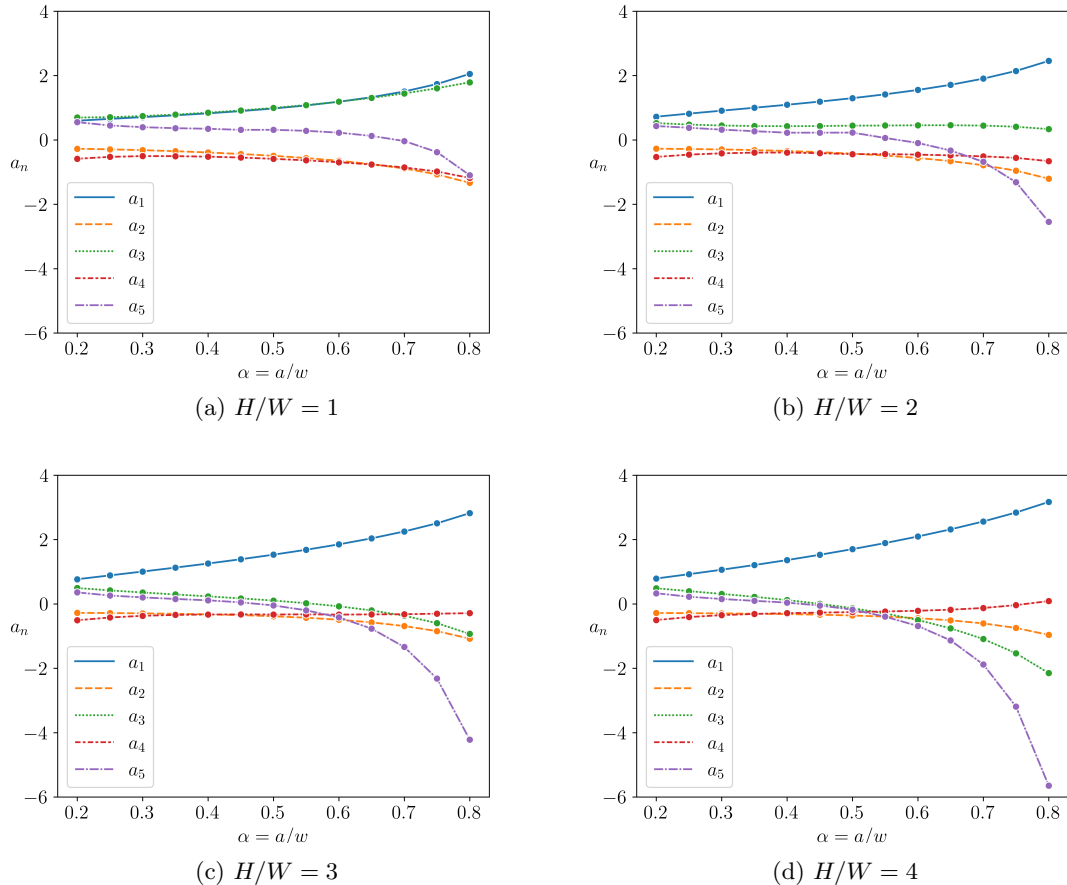 4
2
0
−2
−4
−6
a_n
a_1
a_2
a_3
a_4
a_5
0.2 0.3 0.4 0.5 0.6 0.7 0.8
α = a/w
(a) H/W = 1
4
2
0
−2
−4
−6
a_n
a_1
a_2
a_3
a_4
a_5
0.2 0.3 0.4 0.5 0.6 0.7 0.8
α = a/w
(b) H/W = 2
4
2
0
−2
−4
−6
a_n
a_1
a_2
a_3
a_4
a_5
0.2 0.3 0.4 0.5 0.6 0.7 0.8
α = a/w
(c) H/W = 3
4
2
0
−2
−4
−6
a_n
a_1
a_2
a_3
a_4
a_5
0.2 0.3 0.4 0.5 0.6 0.7 0.8
α = a/w
(d) H/W = 4